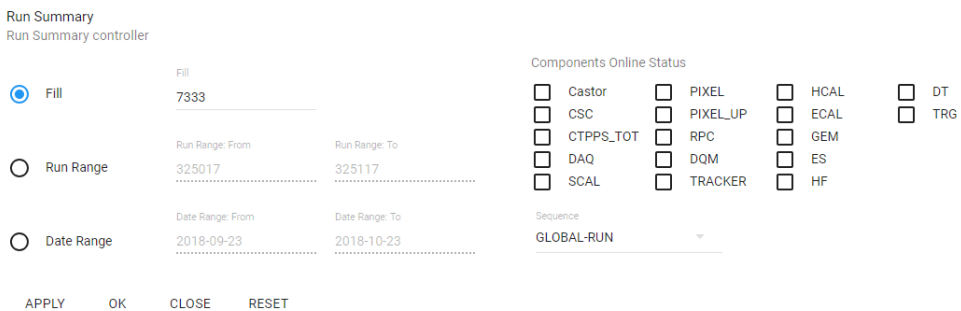 Run Summary
Run Summary controller
Fill
Fill
7333
Run Range
Run Range: From
325017
Run Range: To
325117
Date Range
Date Range: From
2018-09-23
Date Range: To
2018-10-23
Components Online Status
Castor PIXEL HCAL DT
CSC PIXEL_UP ECAL TRG
CTPPS_TOT RPC GEM
DAQ DQM ES
SCAL TRACKER HF
Sequence
GLOBAL-RUN
APPLY OK CLOSE RESET